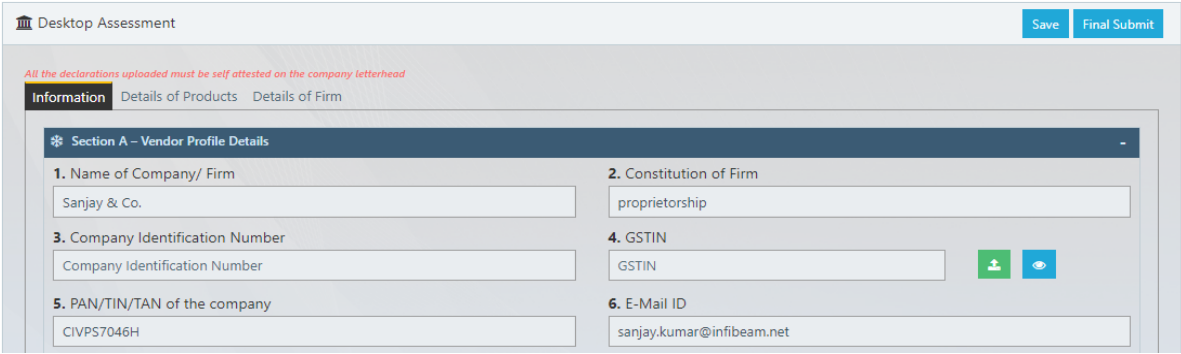 Desktop Assessment
Save Final Submit
All the declarations uploaded must be self attested on the company letterhead
Information Details of Products Details of Firm
Section A – Vendor Profile Details -
1. Name of Company/ Firm 2. Constitution of Firm
Sanjay & Co. proprietorship
3. Company Identification Number 4. GSTIN
Company Identification Number GSTIN
5. PAN/TIN/TAN of the company 6. E-Mail ID
CIVPS7046H sanjay.kumar@infibeam.net